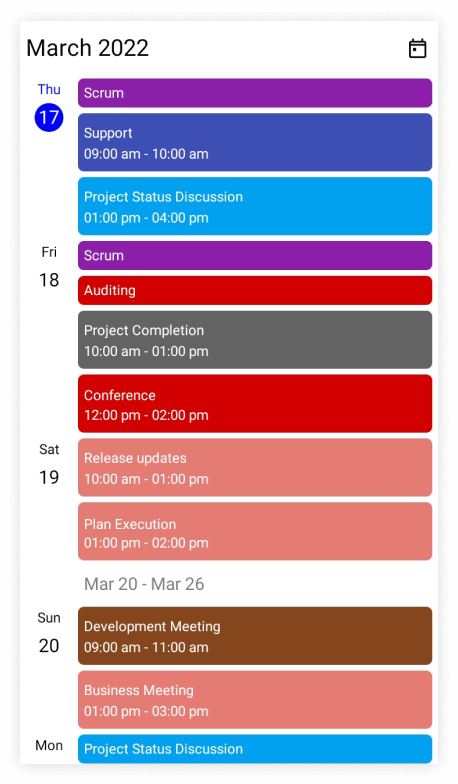 March 2022
Thu
17
Scrum
Support
09:00 am - 10:00 am
Project Status Discussion
01:00 pm - 04:00 pm
Fri
18
Scrum
Auditing
Project Completion
10:00 am - 01:00 pm
Conference
12:00 pm - 02:00 pm
Sat
19
Release updates
10:00 am - 01:00 pm
Plan Execution
01:00 pm - 02:00 pm
Mar 20 - Mar 26
Sun
20
Development Meeting
09:00 am - 11:00 am
Business Meeting
01:00 pm - 03:00 pm
Mon
Project Status Discussion